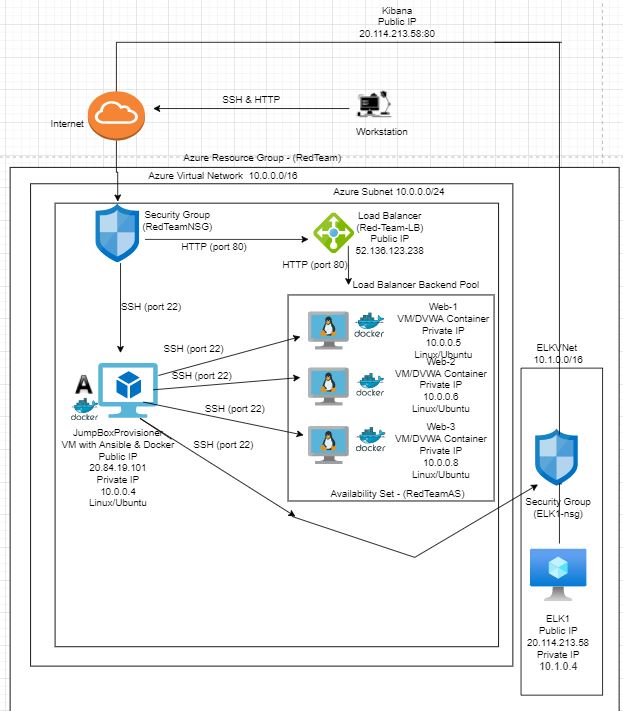 Kibana
Public IP
20.114.213.58:80
SSH & HTTP
Internet
Workstation
Azure Resource Group - (RedTeam)
Azure Virtual Network 10.0.0.0/16
Azure Subnet 10.0.0.0/24
Security Group
(RedTeamNSG)
HTTP (port 80)
Load Balancer
(Red-Team-LB)
Public IP
52.136.123.238
HTTP (port 80)
Load Balancer Backend Pool
SSH (port 22)
Web-1
VM/DVWA Container
Private IP
10.0.0.5
Linux/Ubuntu
docker
SSH (port 22)
Web-2
VM/DVWA Container
Private IP
10.0.0.6
Linux/Ubuntu
docker
SSH (port 22)
Web-3
VM/DVWA Container
Private IP
10.0.0.8
Linux/Ubuntu
docker
SSH (port 22)
SSH (port 22)
Availability Set - (RedTeamAS)
A
docker
JumpBoxProvisioner
VM with Ansible & Docker
Public IP
20.84.19.101
Private IP
10.0.0.4
Linux/Ubuntu
ELKVNet
10.1.0.0/16
Security Group
(ELK1-nsg)
ELK1
Public IP
20.114.213.58
Private IP
10.1.0.4